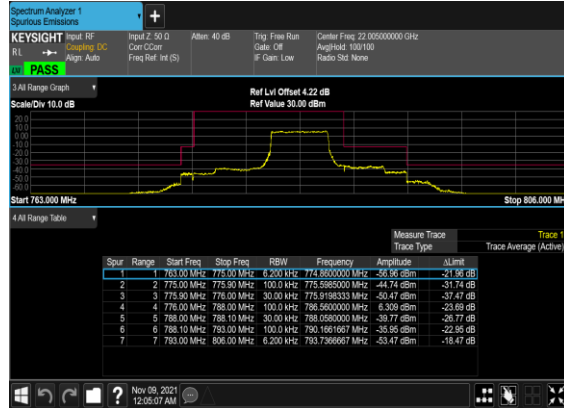 Spectrum Analyzer 1
Spurious Emissions
KEYSIGHT Input: RF Input Z: 50 Ω Atten: 40 dB Trig: Free Run Center Freq: 22.005000000 GHz
RL Coupling: DC Corr CCorr Gate: Off Avg|Hold: 100/100
Align: Auto Freq Ref: Int (S) IF Gain: Low Radio Std: None
PASS
3 All Range Graph
Ref Lvl Offset 4.22 dB
Scale/Div 10.0 dB Ref Value 30.00 dBm
20.0
10.0
0.00
-10.0
-20.0
-30.0
-40.0
-50.0
-60.0
Start 763.000 MHz Stop 806.000 MH
4 All Range Table
Measure Trace Trace 1
Trace Type Trace Average (Active)
Spur Range Start Freq Stop Freq RBW Frequency Amplitude ΔLimit
1 1 763.00 MHz 775.00 MHz 6.200 kHz 774.8600000 MHz -56.96 dBm -21.96 dB
2 2 775.00 MHz 775.90 MHz 100.0 kHz 775.5985000 MHz -44.74 dBm -31.74 dB
3 3 775.90 MHz 776.00 MHz 30.00 kHz 775.9198333 MHz -50.47 dBm -37.47 dB
4 4 776.00 MHz 788.00 MHz 100.0 kHz 786.5600000 MHz 6.309 dBm -23.69 dB
5 5 788.00 MHz 788.10 MHz 30.00 kHz 788.0580000 MHz -39.77 dBm -26.77 dB
6 6 788.10 MHz 793.00 MHz 100.0 kHz 790.1661667 MHz -35.95 dBm -22.95 dB
7 7 793.00 MHz 806.00 MHz 6.200 kHz 793.7366667 MHz -53.47 dBm -18.47 dB
Nov 09, 2021
12:05:07 AM